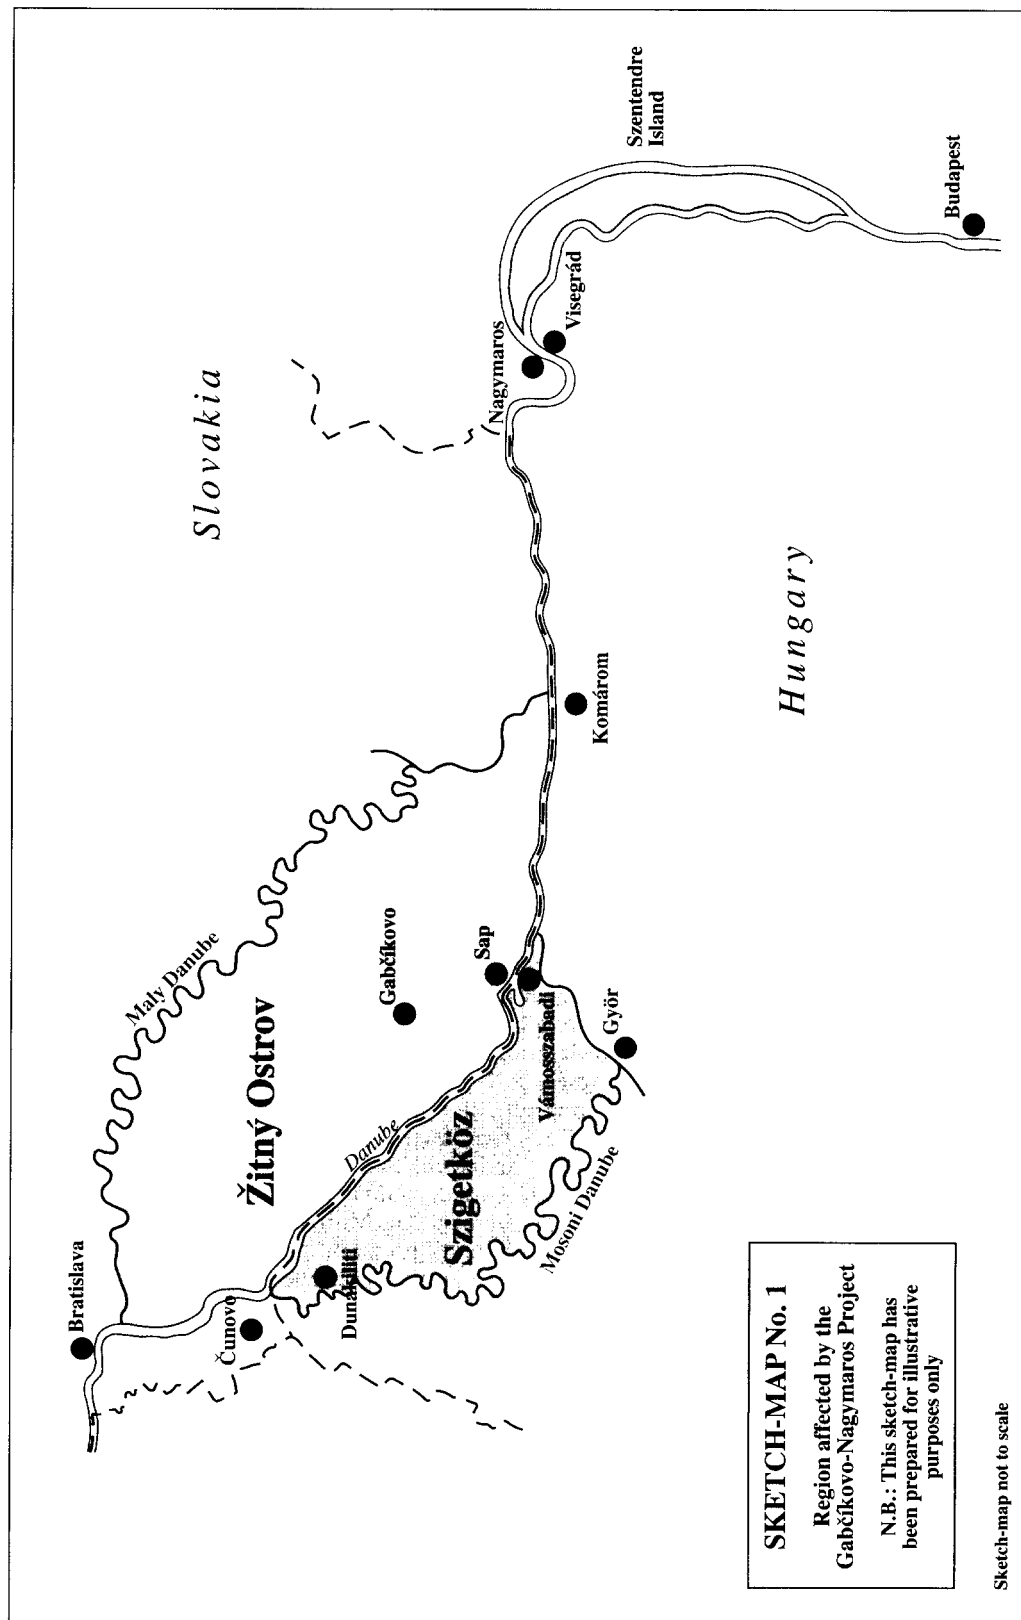 Slovakia
Szentendre
Island
Nagymaros
Visegrád
Budapest
Hungary
Komárom
Maly Danube
Gabčíkovo
Sap
Žitný Ostrov
Danube
Vámosszabadi
Györ
Szigetköz
Mosoni Danube
Bratislava
Čunovo
Dunakiliti
SKETCH-MAP No. 1
Region affected by the
Gabčíkovo-Nagymaros Project
N.B.: This sketch-map has
been prepared for illustrative
purposes only
Sketch-map not to scale